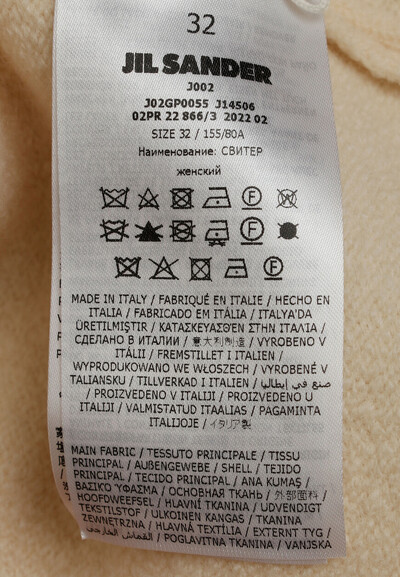 32
JIL SANDER
J002
J02GP0055 J14506
02PR 22 866/3 2022 02
SIZE 32 / 155/80A
Наименование: СВИТЕР
женский
MADE IN ITALY / FABRIQUÉ EN ITALIE / HECHO EN
ITALIA / FABRICADO EM ITÁLIA / ITALYA'DA
ÜRETILMIŞTIR / ΚΑΤΑΣΚΕΥΑΣΘΕΝ ΣΤΗΝ ΙΤΑΛΙΑ /
СДЕЛАНО В ИТАЛИИ / 意大利制造 / VYROBENO V
ITÁLII / FREMSTILLET I ITALIEN /
WYPRODUKOWANO WE WŁOSZECH / VYROBENÉ V
TALIANSKU / TILLVERKAD I ITALIEN / صنع في إيطاليا
/ PROIZVEDENO V ITALIJI / PROIZVEDENO U
ITALIJI / VALMISTATUD ITAALIAS / PAGAMINTA
ITALIJOJE / イタリア製
MAIN FABRIC / TESSUTO PRINCIPALE / TISSU
PRINCIPAL / AUßENGEWEBE / SHELL / TEJIDO
PRINCIPAL / TECIDO PRINCIPAL / ANA KUMAŞ /
ΒΑΖΙΚΟ ΎΦΑΣΜΑ / ОСНОВНАЯ ТКАНЬ / 外部面料 /
HOOFDWEEFSEL / HLAVNÍ TKANINA / UDVENDIGT
TEKSTILSTOF / ULKOINEN KANGAS / TKANINA
ZEWNĘTRZNA / HLAVNÁ TEXTÍLIA / EXTERNT TYG /
القماش الخارجي / POGLAVITNA TKANINA / VANJSKA